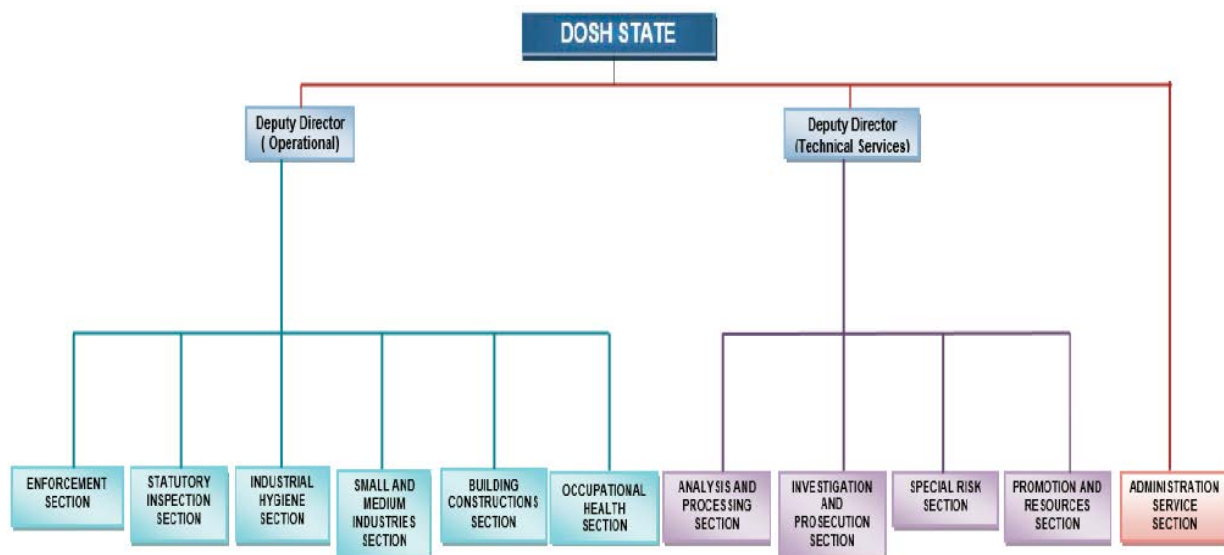 DOSH STATE
Deputy Director
( Operational)
Deputy Director
(Technical Services)
ENFORCEMENT
SECTION
STATUTORY
INSPECTION
SECTION
INDUSTRIAL
HYGIENE
SECTION
SMALL AND
MEDIUM
INDUSTRIES
SECTION
BUILDING
CONSTRUCTIONS
SECTION
OCCUPATIONAL
HEALTH
SECTION
ANALYSIS AND
PROCESSING
SECTION
INVESTIGATION
AND
PROSECUTION
SECTION
SPECIAL RISK
SECTION
PROMOTION AND
RESOURCES
SECTION
ADMINISTRATION
SERVICE
SECTION